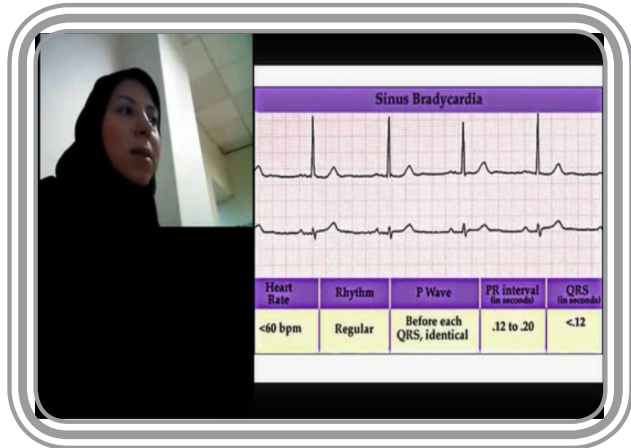 Sinus Bradycardia
Heart
Rate
Rhythm
P Wave
PR interval
(in seconds)
QRS
(in seconds)
<60 bpm
Regular
Before each
QRS, identical
.12 to .20
<.12